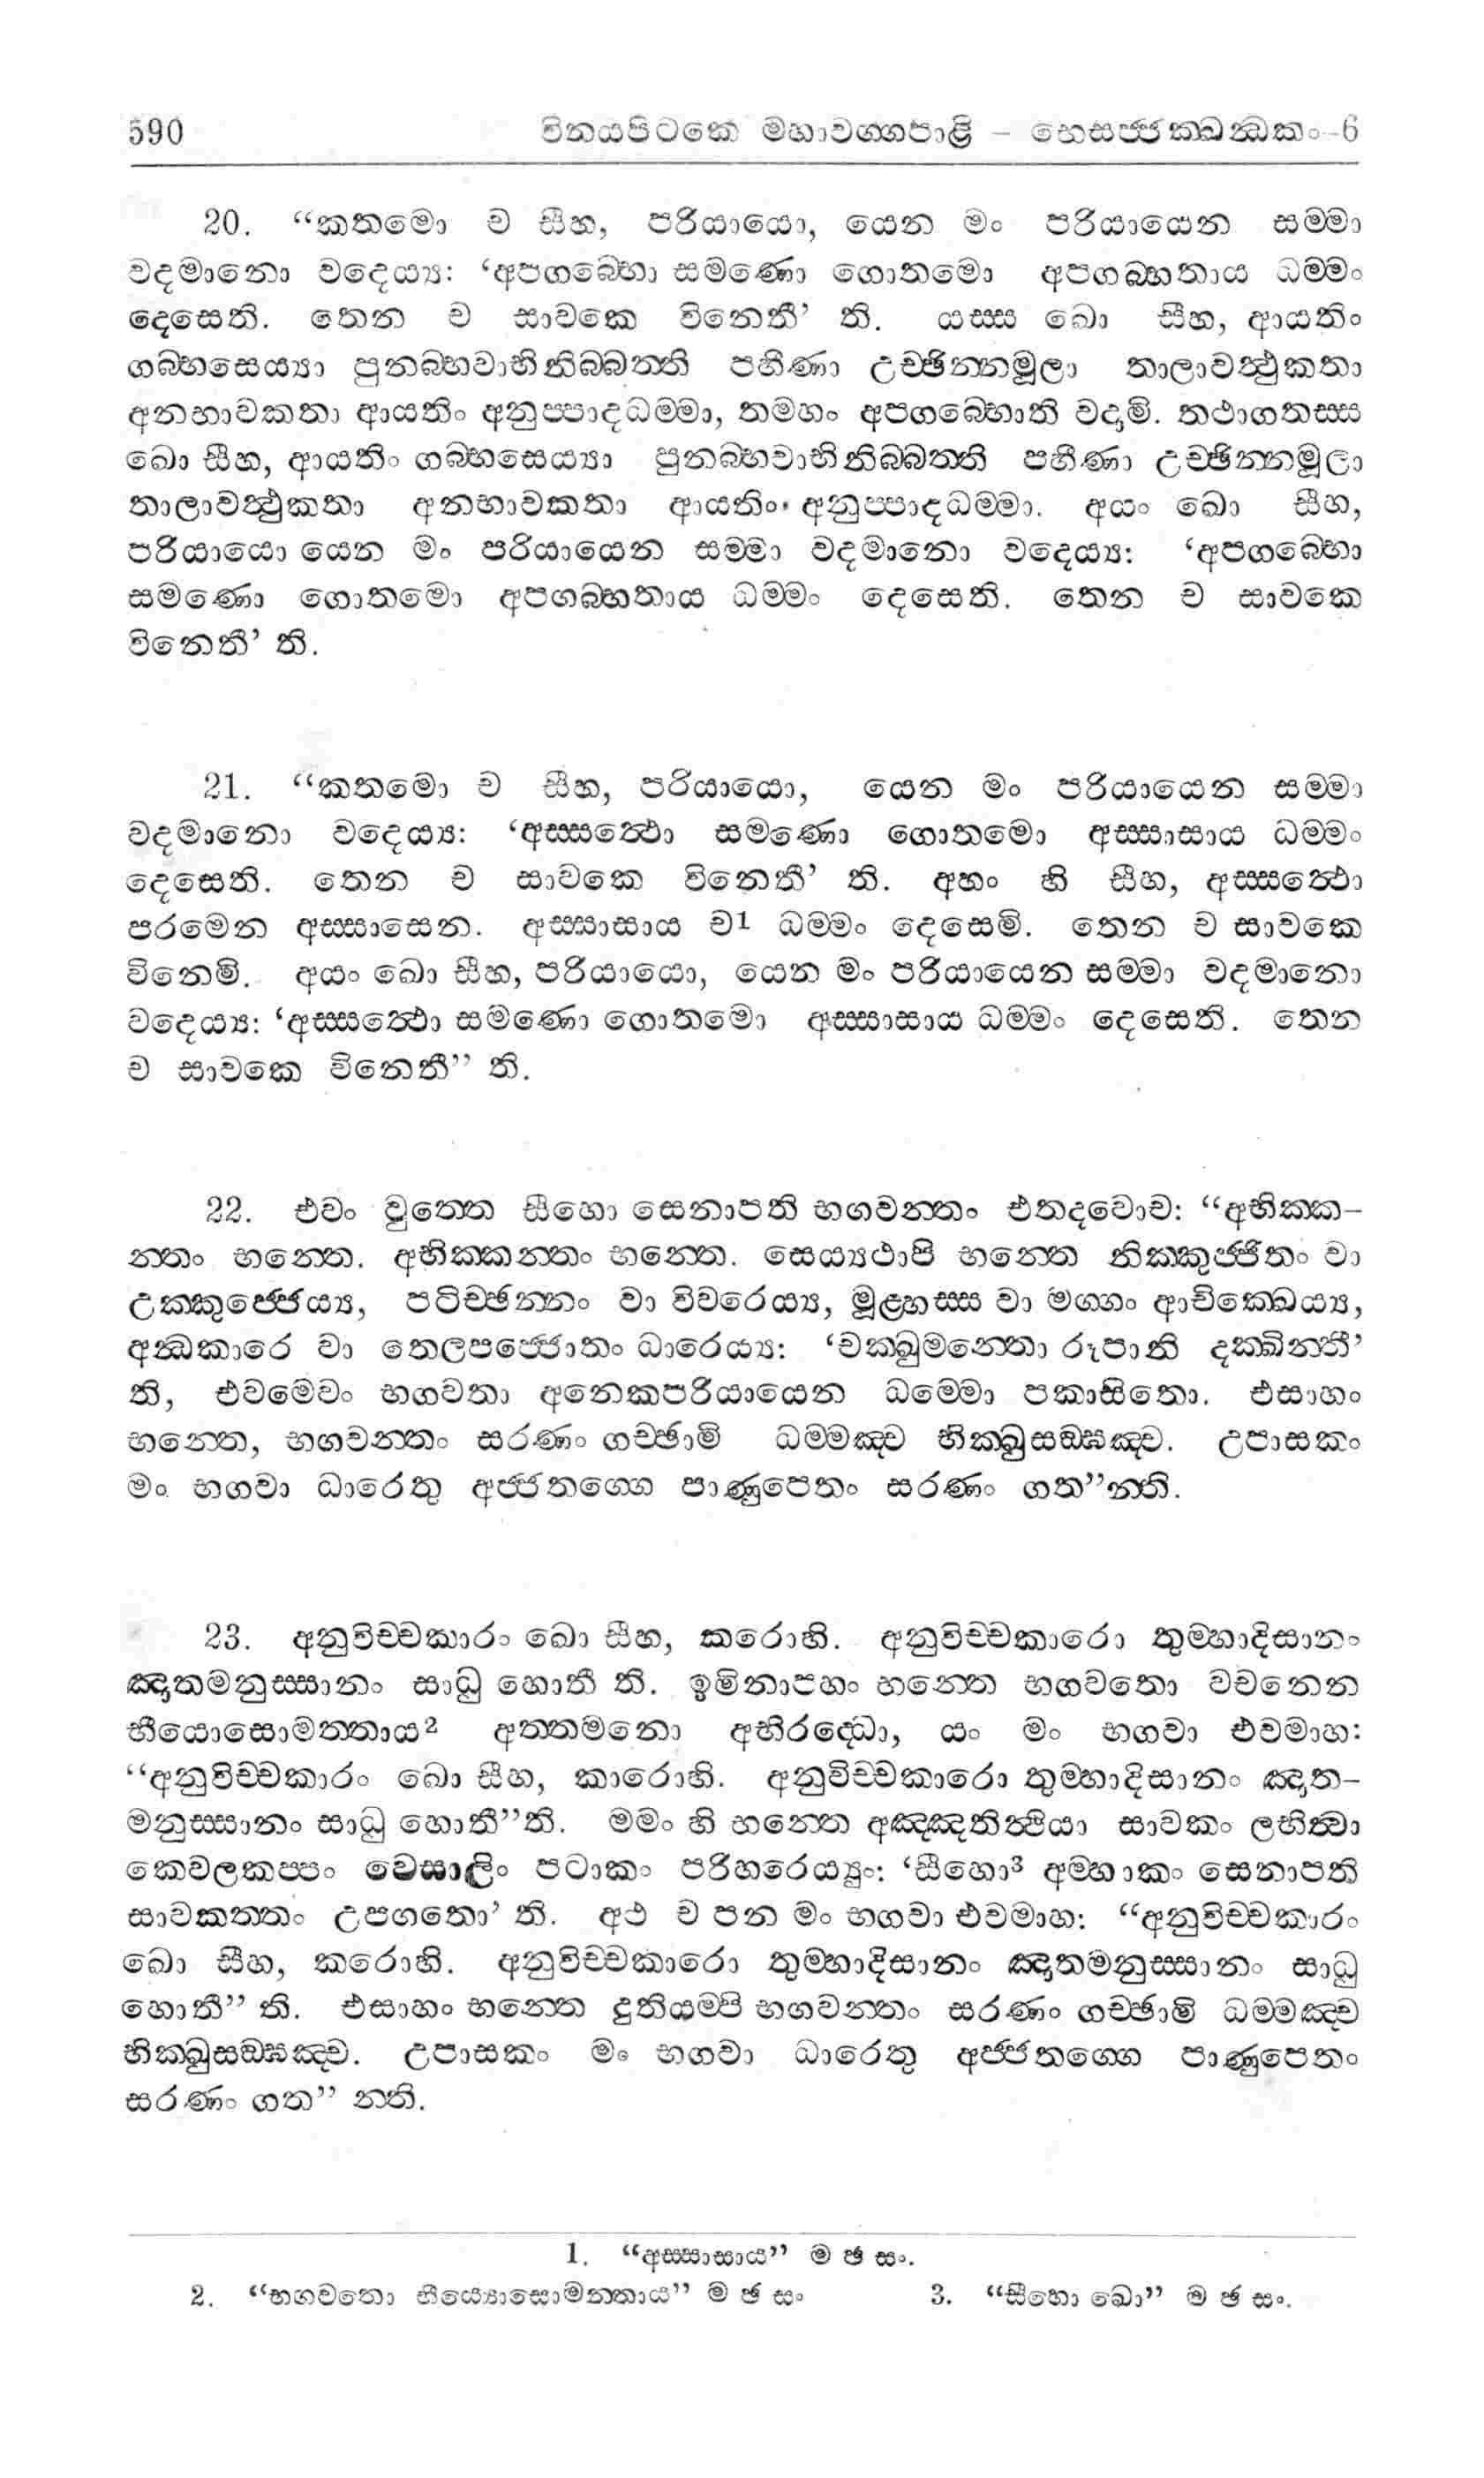 590 විනයපිටකෙ මහාවග්ගපාළි – භෙසජ්ජක්ඛන්ධකං–6
20. “කතමො ච සීහ, පරියායො, යෙන මං පරියායෙන සම්මා
වදමානො වදෙය්‍ය: ‘අපගබ්භො සමණො ගොතමො අපගබ්භතාය ධම්මං
දෙසෙති. තෙන ච සාවකෙ විනෙතී’ ති. යස්ස ඛො සීහ, ආයතිං
ගබ්භසෙය්‍යා පුනබ්භවාභිනිබ්බත්ති පහීණා උච්ඡින්නමූලා තාලාවත්ථුකතා
අනභාවකතා ආයතිං අනුප්පාදධම්මා, තමහං අපගබ්භොති වදාමි. තථාගතස්ස
ඛො සීහ, ආයතිං ගබ්භසෙය්‍යා පුනබ්භවාභිනිබ්බත්ති පහීණා උච්ඡින්නමූලා
තාලාවත්ථුකතා අනභාවකතා ආයතිං අනුප්පාදධම්මා. අයං ඛො සීහ,
පරියායො යෙන මං පරියායෙන සම්මා වදමානො වදෙය්‍ය: ‘අපගබ්භො
සමණො ගොතමො අපගබ්භතාය ධම්මං දෙසෙති. තෙන ච සාවකෙ
විනෙතී’ ති.
21. “කතමො ච සීහ, පරියායො, යෙන මං පරියායෙන සම්මා
වදමානො වදෙය්‍ය: ‘අස්සත්ථො සමණො ගොතමො අස්සාසාය ධම්මං
දෙසෙති. තෙන ච සාවකෙ විනෙතී’ ති. අහං හි සීහ, අස්සත්ථො
පරමෙන අස්සාසෙන. අස්සාසාය ච1 ධම්මං දෙසෙමි. තෙන ච සාවකෙ
විනෙමි. අයං ඛො සීහ, පරියායො, යෙන මං පරියායෙන සම්මා වදමානො
වදෙය්‍ය: ‘අස්සත්ථො සමණො ගොතමො අස්සාසාය ධම්මං දෙසෙති. තෙන
ච සාවකෙ විනෙතී” ති.
22. එවං වුත්තෙ සීහො සෙනාපති භගවන්තං එතදවොච: “අභික්ක–
න්තං භන්තෙ. අභික්කන්තං භන්තෙ. සෙය්‍යථාපි භන්තෙ නික්කුජ්ජිතං වා
උක්කුජ්ජෙය්‍ය, පටිච්ඡන්නං වා විවරෙය්‍ය, මූළ්හස්ස වා මග්ගං ආචික්ඛෙය්‍ය,
අන්ධකාරෙ වා තෙලපජ්ජොතං ධාරෙය්‍ය: ‘චක්ඛුමන්තො රූපානි දක්ඛින්තී’
ති, එවමෙවං භගවතා අනෙකපරියායෙන ධම්මො පකාසිතො. එසාහං
භන්තෙ, භගවන්තං සරණං ගච්ඡාමි ධම්මඤ්ච භික්ඛුසඞ්ඝඤ්ච. උපාසකං
මං භගවා ධාරෙතු අජ්ජතග්ගෙ පාණුපෙතං සරණං ගත”න්ති.
23. අනුවිච්චකාරං ඛො සීහ, කරොහි. අනුවිච්චකාරො තුම්හාදිසානං
ඤාතමනුස්සානං සාධු හොතී ති. ඉමිනාපහං භන්තෙ භගවතො වචනෙන
භීයොසොමත්තාය2 අත්තමනො අභිරද්ධො, යං මං භගවා එවමාහ:
“අනුවිච්චකාරං ඛො සීහ, කාරොහි. අනුවිච්චකාරො තුම්හාදිසානං ඤාත–
මනුස්සානං සාධු හොතී”ති. මමං හි භන්තෙ අඤ්ඤතිත්ථියා සාවකං ලභිත්වා
කෙවලකප්පං වෙසාලිං පටාකං පරිහරෙය්‍යුං: ‘සීහො3 අම්හාකං සෙනාපති
සාවකත්තං උපගතො’ ති. අථ ච පන මං භගවා එවමාහ: “අනුවිච්චකාරං
ඛො සීහ, කරොහි. අනුවිච්චකාරො තුම්හාදිසානං ඤාතමනුස්සානං සාධු
හොතී” ති. එසාහං භන්තෙ දුතියම්පි භගවන්තං සරණං ගච්ඡාමි ධම්මඤ්ච
භික්ඛුසඞ්ඝඤ්ච. උපාසකං මං භගවා ධාරෙතු අජ්ජතග්ගෙ පාණුපෙතං
සරණං ගත” න්ති.
1. “අස්සාසාය” ම ඡ සං.
2. “භගවතො භීය්‍යොසොමත්තාය” ම ඡ සං 3. “සීහො ඛො” ම ඡ සං.